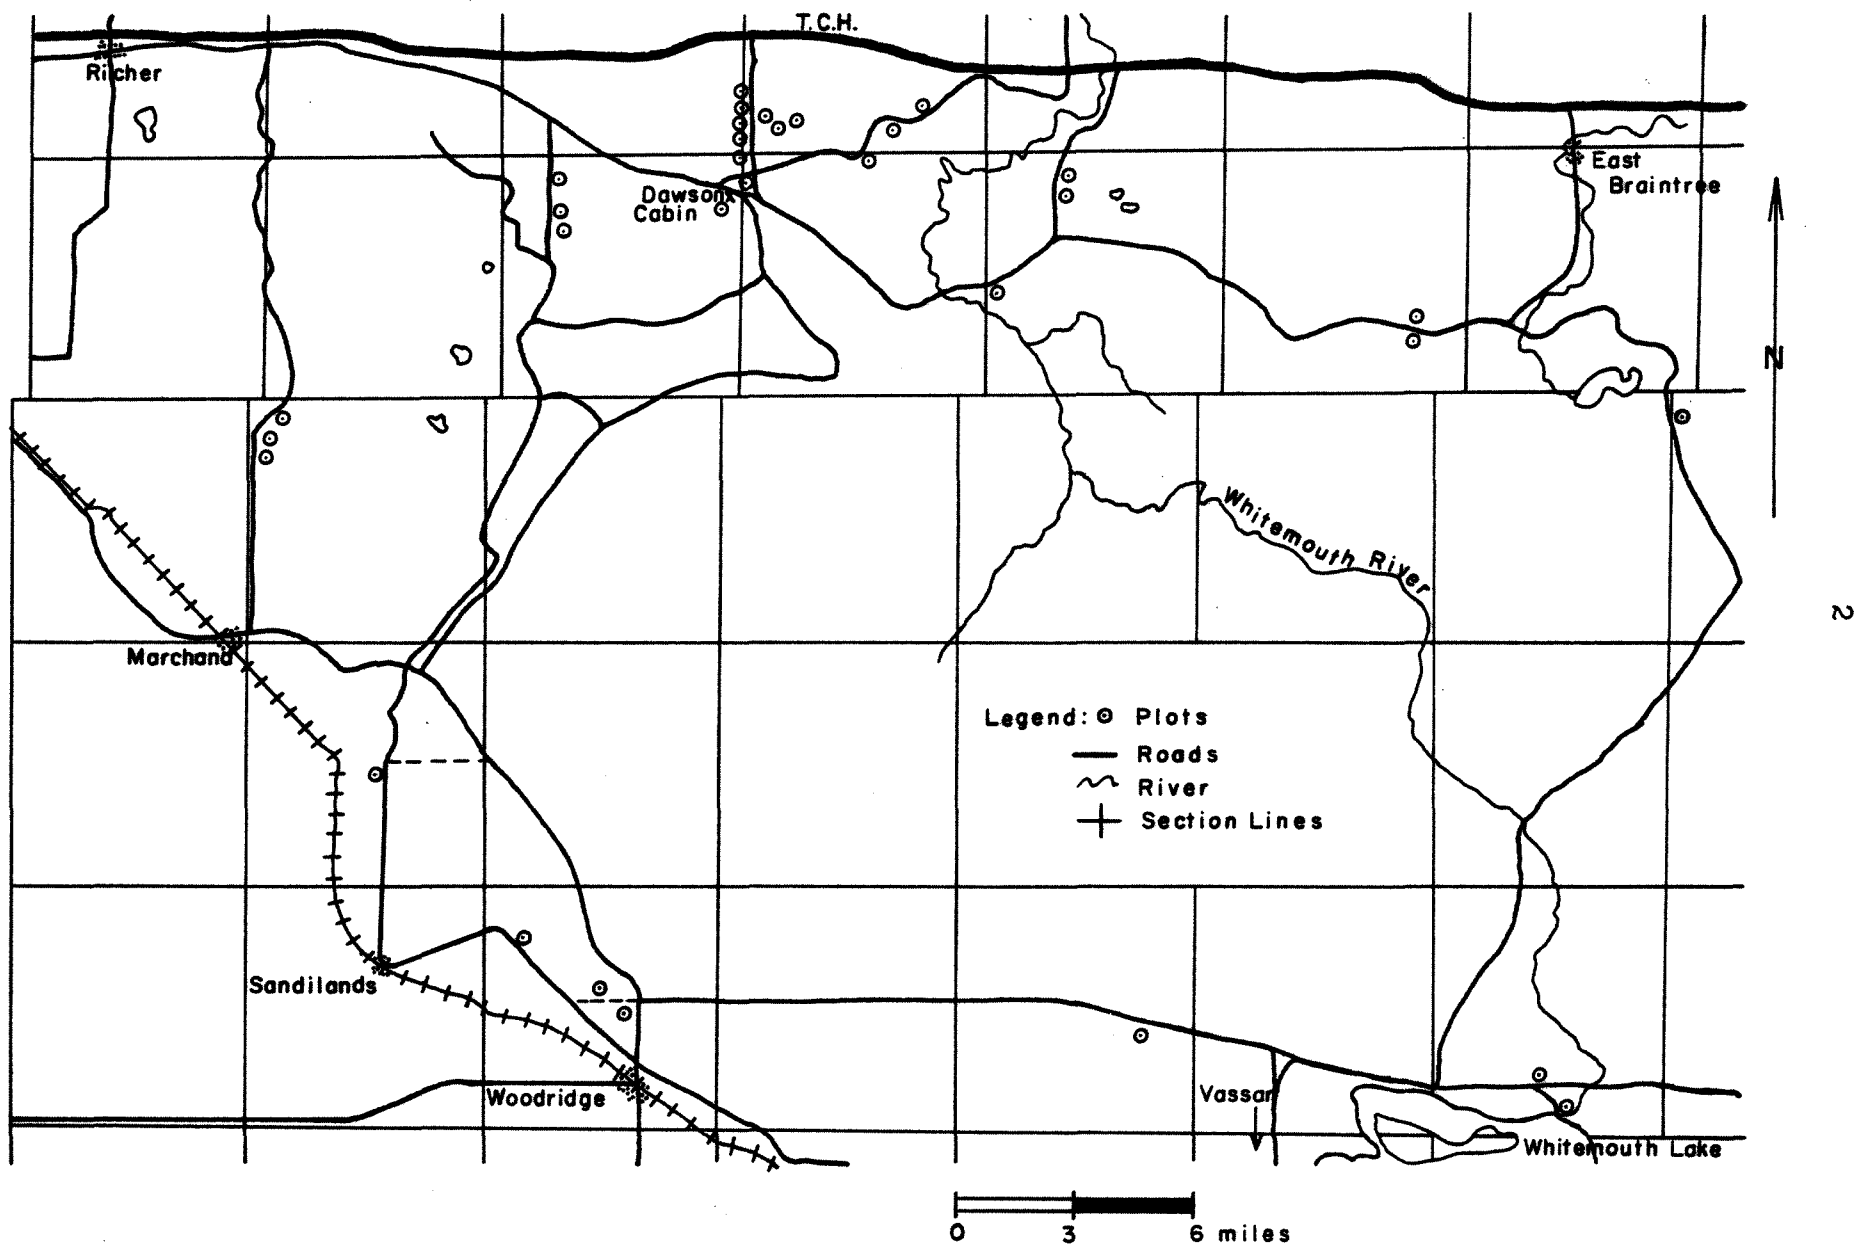 T.C.H.
Richer
East
Braintree
Dawson
Cabin
N
Whitemouth River
2
Marchand
Legend: Plots
Roads
River
Section Lines
Sandilands
Woodridge
Vassar
Whitemouth Lake
0 3 6 miles